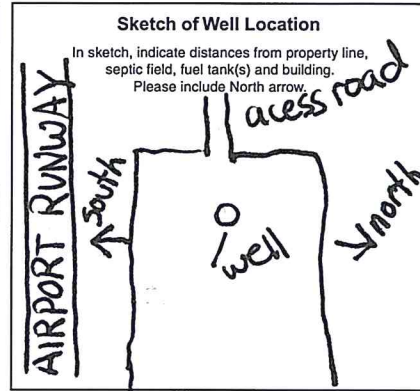 Sketch of Well Location
In sketch, indicate distances from property line,
septic field, fuel tank(s) and building.
Please include North arrow.
acess road
AIRPORT RUNWAY
south
north
well